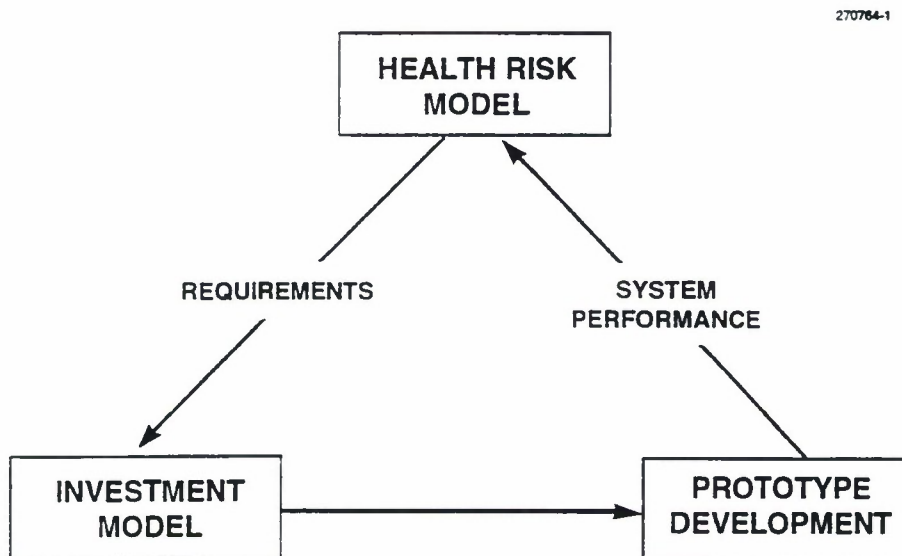 270764-1
HEALTH RISK
MODEL
REQUIREMENTS
SYSTEM
PERFORMANCE
INVESTMENT
MODEL
PROTOTYPE
DEVELOPMENT